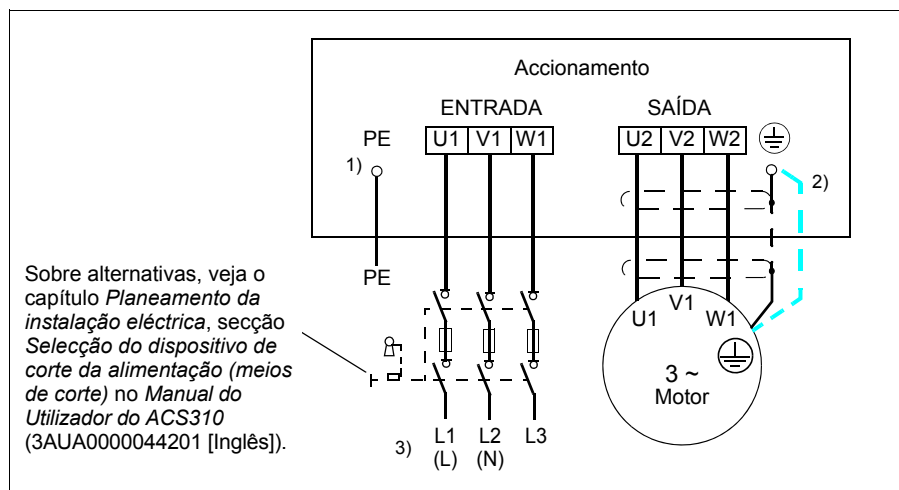 Accionamento
ENTRADA
SAÍDA
PE
U1 V1 W1
U2 V2 W2
1)
2)
PE
Sobre alternativas, veja o
capítulo Planeamento da
instalação eléctrica, secção
Selecção do dispositivo de
corte da alimentação (meios
de corte) no Manual do
Utilizador do ACS310
(3AUA0000044201 [Inglês]).
U1 V1 W1
3 ~
Motor
3)
L1 L2 L3
(L) (N)